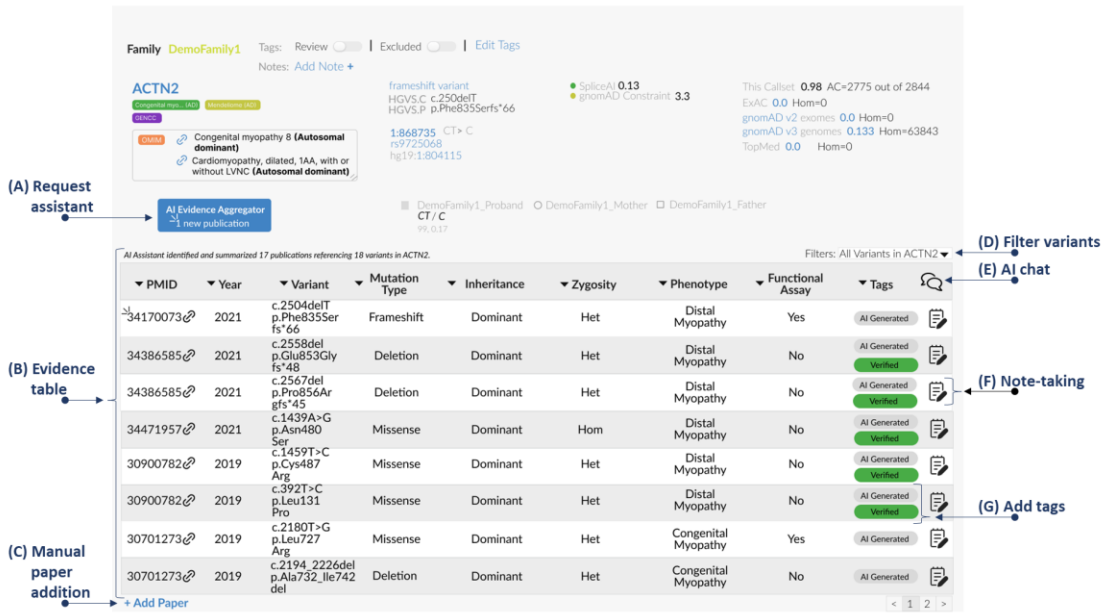 Family DemoFamily1 Tags: Review | Excluded | Edit Tags
Notes: Add Note +
ACTN2
Congenital myo... (AD) Mendeliome (AD)
GENCC
OMIM
Congenital myopathy 8 (Autosomal
dominant)
Cardiomyopathy, dilated, 1AA, with or
without LVNC (Autosomal dominant)
frameshift variant
HGVS.C c.250delT
HGVS.P p.Phe835Serfs*66
1:868735 CT> C
rs9725068
hg19:1:804115
SpliceAI 0.13
gnomAD Constraint 3.3
This Callset 0.98 AC=2775 out of 2844
ExAC 0.0 Hom=0
gnomAD v2 exomes 0.0 Hom=0
gnomAD v3 genomes 0.133 Hom=63843
TopMed 0.0 Hom=0
(A) Request
assistant
AI Evidence Aggregator
1 new publication
DemoFamily1_Proband DemoFamily1_Mother DemoFamily1_Father
CT / C
99, 0.17
AI Assistant identified and summarized 17 publications referencing 18 variants in ACTN2.
Filters: All Variants in ACTN2
(D) Filter variants
(E) AI chat
PMID Year Variant Mutation Type Inheritance Zygosity Phenotype Functional Assay Tags
34170073 2021 c.2504delT p.Phe835Ser fs*66 Frameshift Dominant Het Distal Myopathy Yes AI Generated
34386585 2021 c.2558del p.Glu853Gly fs*48 Deletion Dominant Het Distal Myopathy No AI Generated Verified
34386585 2021 c.2567del p.Pro856Ar gfs*45 Deletion Dominant Het Distal Myopathy No AI Generated Verified
34471957 2021 c.1439A>G p.Asn480 Ser Missense Dominant Hom Distal Myopathy No AI Generated Verified
30900782 2019 c.1459T>C p.Cys487 Arg Missense Dominant Het Distal Myopathy No AI Generated Verified
30900782 2019 c.392T>C p.Leu131 Pro Missense Dominant Het Distal Myopathy No AI Generated Verified
30701273 2019 c.2180T>G p.Leu727 Arg Missense Dominant Het Congenital Myopathy Yes AI Generated
30701273 2019 c.2194_2226del p.Ala732_Ile742 del Deletion Dominant Het Congenital Myopathy No AI Generated
(B) Evidence
table
(F) Note-taking
(G) Add tags
(C) Manual
paper
addition
+ Add Paper
< 1 2 >